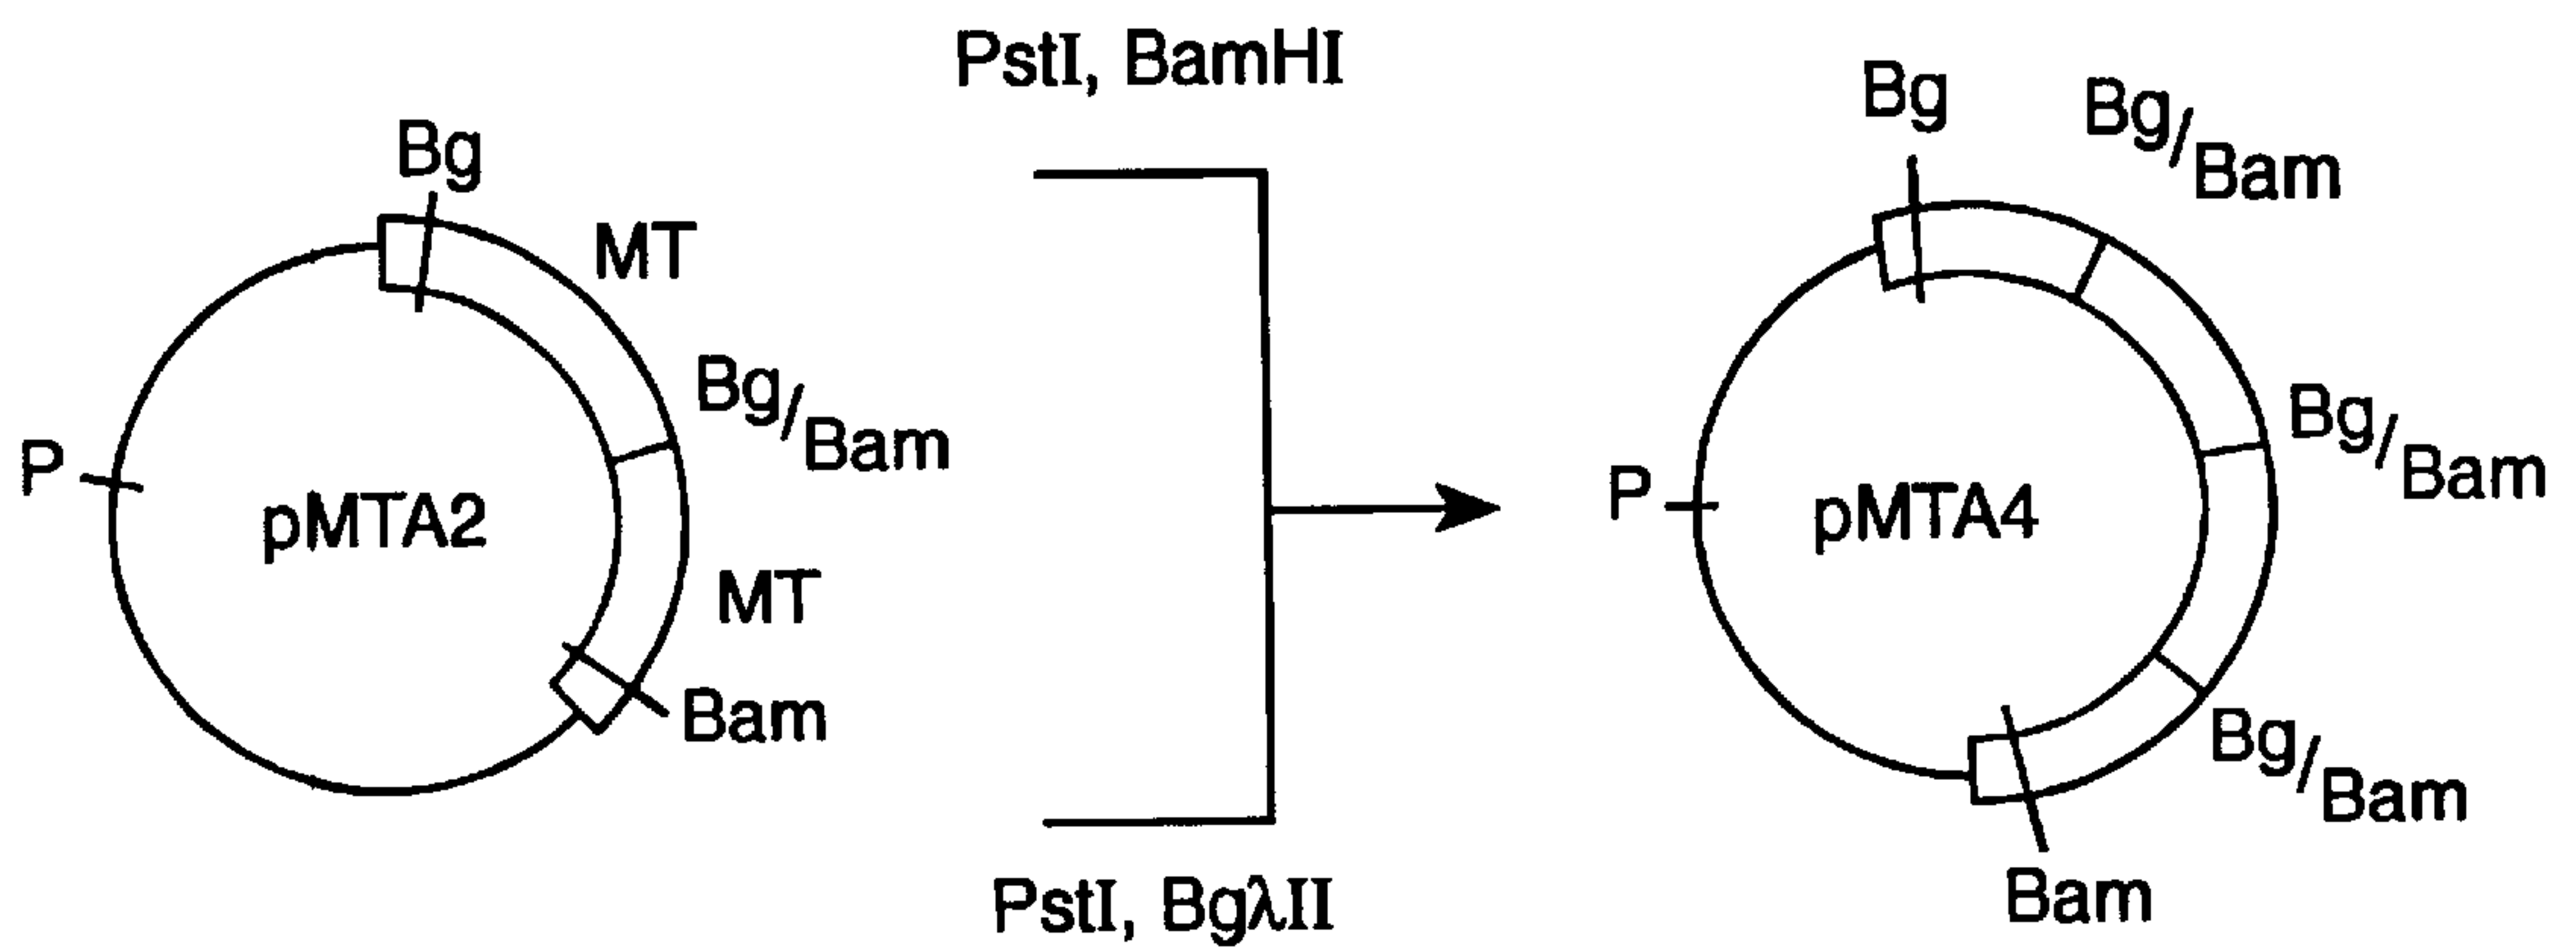 PstI, BamHI
Bg
MT
Bg/Bam
P
pMTA2
MT
Bam
PstI, BgλII
Bg
Bg/Bam
Bg/Bam
P
pMTA4
Bg/Bam
Bam